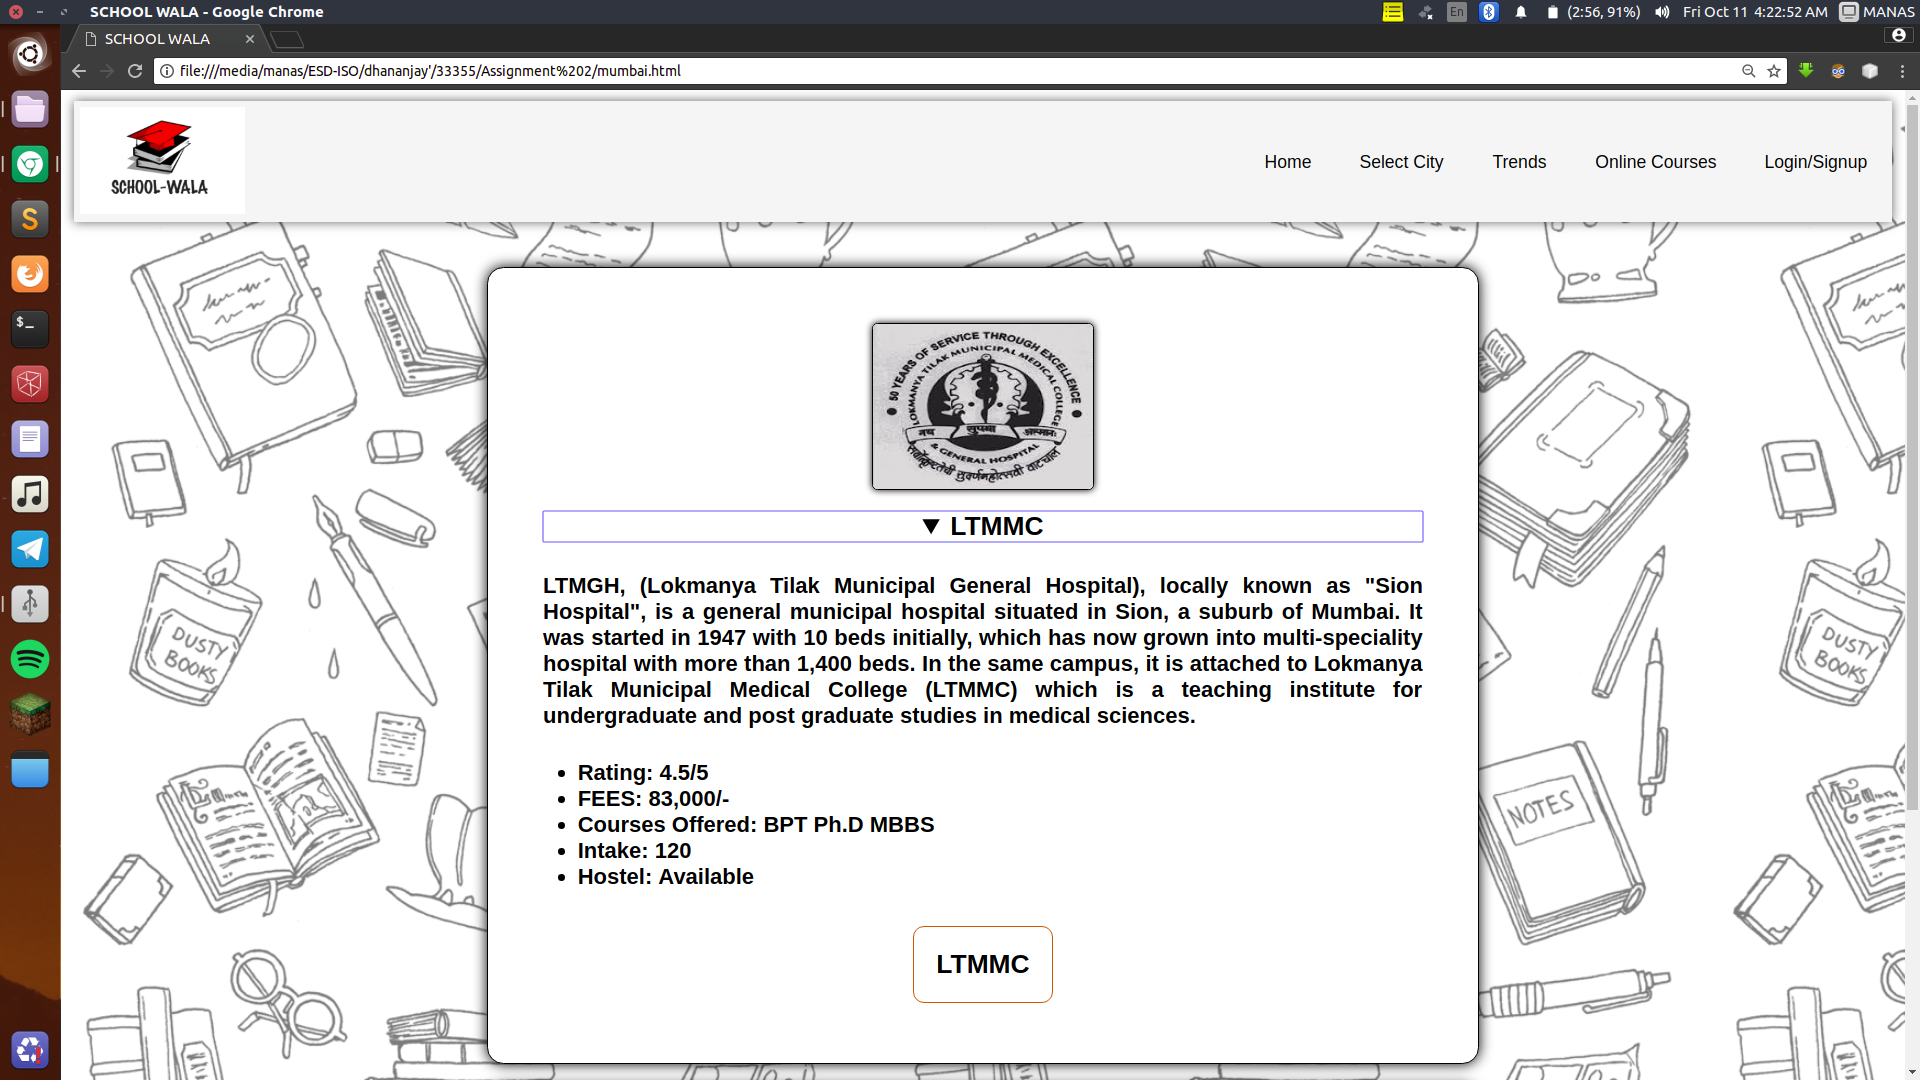 SCHOOL WALA - Google Chrome
En
(2:56, 91%)
Fri Oct 11 4:22:52 AM
MANAS
SCHOOL WALA
file:///media/manas/ESD-ISO/dhananjay'/33355/Assignment%202/mumbai.html
SCHOOL-WALA
Home
Select City
Trends
Online Courses
Login/Signup
50 YEARS OF SERVICE THROUGH EXCELLENCE
LOKMANYA TILAK MUNICIPAL MEDICAL COLLEGE
& GENERAL HOSPITAL
▼ LTMMC
LTMGH, (Lokmanya Tilak Municipal General Hospital), locally known as "Sion
Hospital", is a general municipal hospital situated in Sion, a suburb of Mumbai. It
was started in 1947 with 10 beds initially, which has now grown into multi-speciality
hospital with more than 1,400 beds. In the same campus, it is attached to Lokmanya
Tilak Municipal Medical College (LTMMC) which is a teaching institute for
undergraduate and post graduate studies in medical sciences.
• Rating: 4.5/5
• FEES: 83,000/-
• Courses Offered: BPT Ph.D MBBS
• Intake: 120
• Hostel: Available
LTMMC
DUSTY
BOOKS
DUSTY
BOOKS
NOTES